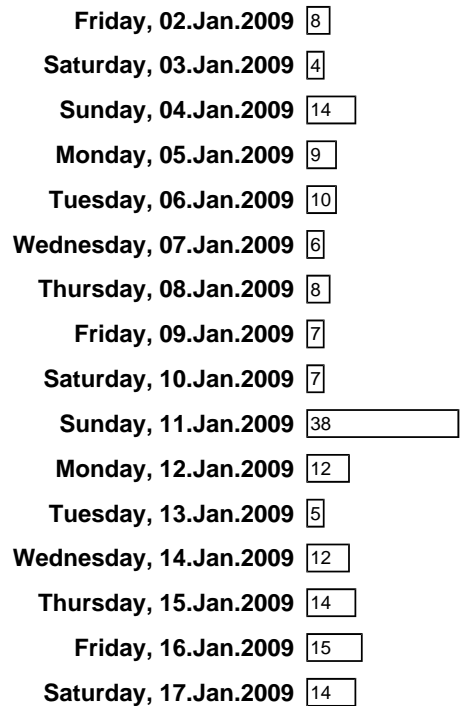 Friday, 02.Jan.2009 8
Saturday, 03.Jan.2009 4
Sunday, 04.Jan.2009 14
Monday, 05.Jan.2009 9
Tuesday, 06.Jan.2009 10
Wednesday, 07.Jan.2009 6
Thursday, 08.Jan.2009 8
Friday, 09.Jan.2009 7
Saturday, 10.Jan.2009 7
Sunday, 11.Jan.2009 38
Monday, 12.Jan.2009 12
Tuesday, 13.Jan.2009 5
Wednesday, 14.Jan.2009 12
Thursday, 15.Jan.2009 14
Friday, 16.Jan.2009 15
Saturday, 17.Jan.2009 14